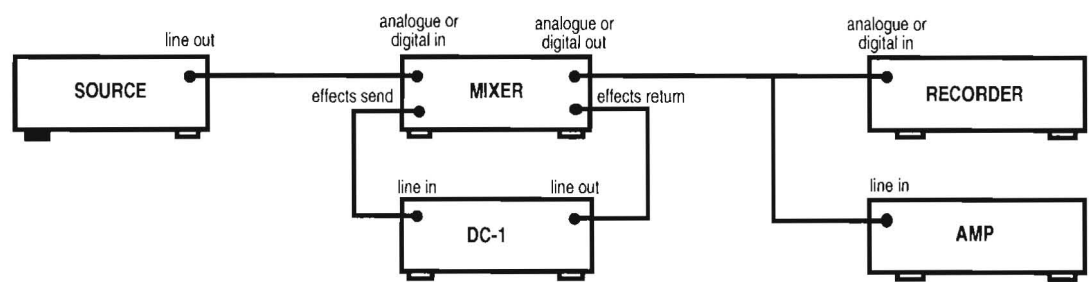 line out
SOURCE
analogue or
digital in
analogue or
digital out
MIXER
effects send
effects return
line in
line out
DC-1
analogue or
digital in
RECORDER
line in
AMP